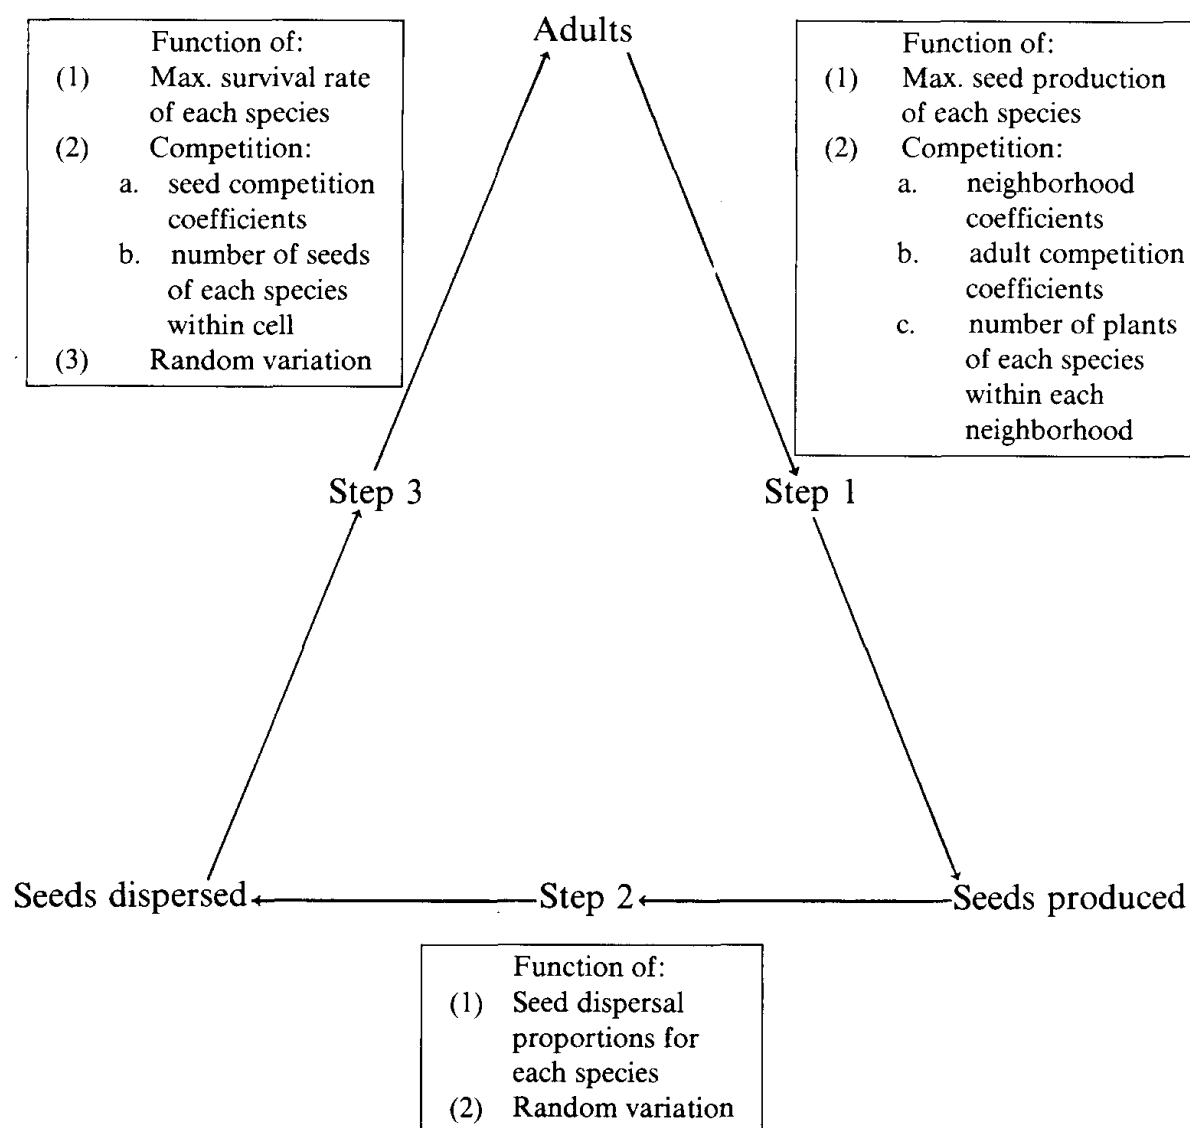 Adults
Function of:
(1) Max. survival rate
of each species
(2) Competition:
a. seed competition
coefficients
b. number of seeds
of each species
within cell
(3) Random variation
Function of:
(1) Max. seed production
of each species
(2) Competition:
a. neighborhood
coefficients
b. adult competition
coefficients
c. number of plants
of each species
within each
neighborhood
Step 3
Step 1
Seeds dispersed
Step 2
Seeds produced
Function of:
(1) Seed dispersal
proportions for
each species
(2) Random variation